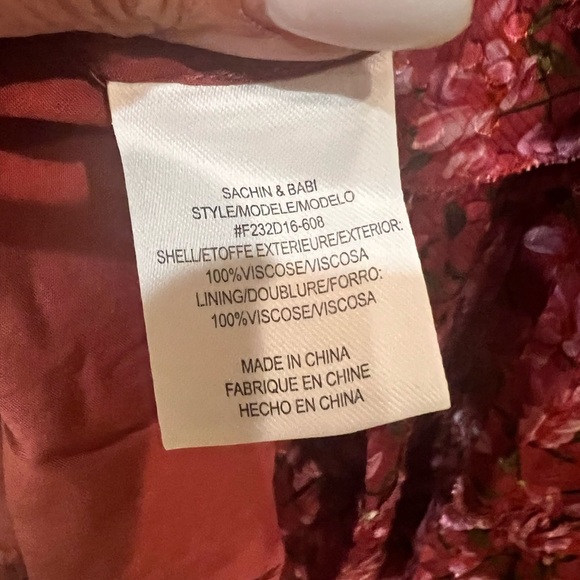 SACHIN & BABI
STYLE/MODELE/MODELO
#F232D16-608
SHELL/ETOFFE EXTERIEURE/EXTERIOR:
100%VISCOSE/VISCOSA
LINING/DOUBLURE/FORRO:
100%VISCOSE/VISCOSA
MADE IN CHINA
FABRIQUE EN CHINE
HECHO EN CHINA